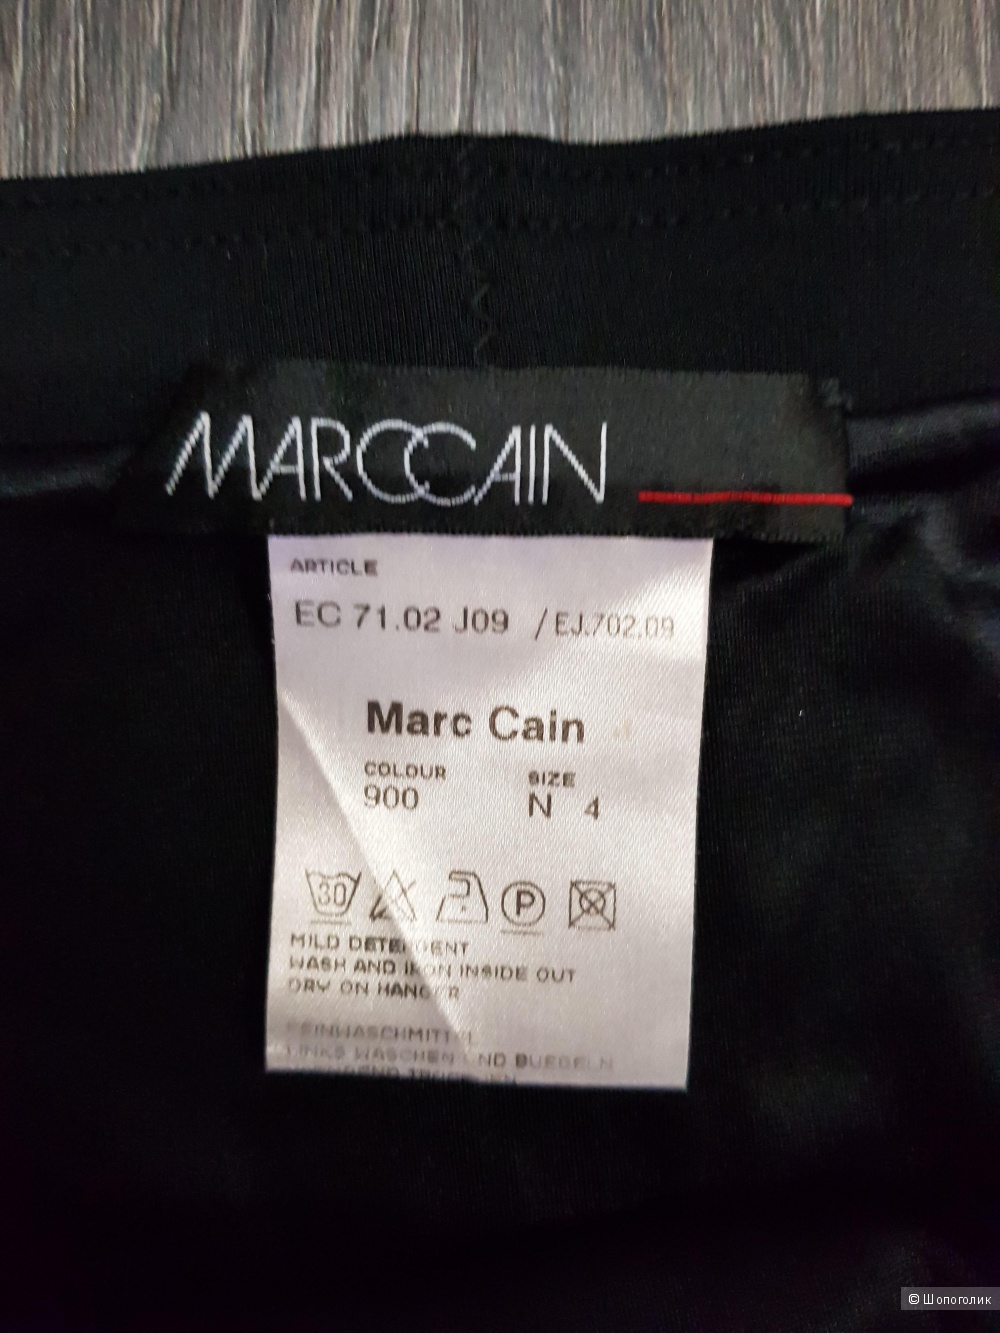 MARCCAIN
ARTICLE
EC 71.02 J09 / EJ.702.09
Marc Cain
COLOUR SIZE
900 N 4
30 P
MILD DETERGENT
WASH AND IRON INSIDE OUT
DRY ON HANGER
FEINWASCHMITTEL
LINKS WASCHEN UND BUEGELN
© Шопоголик